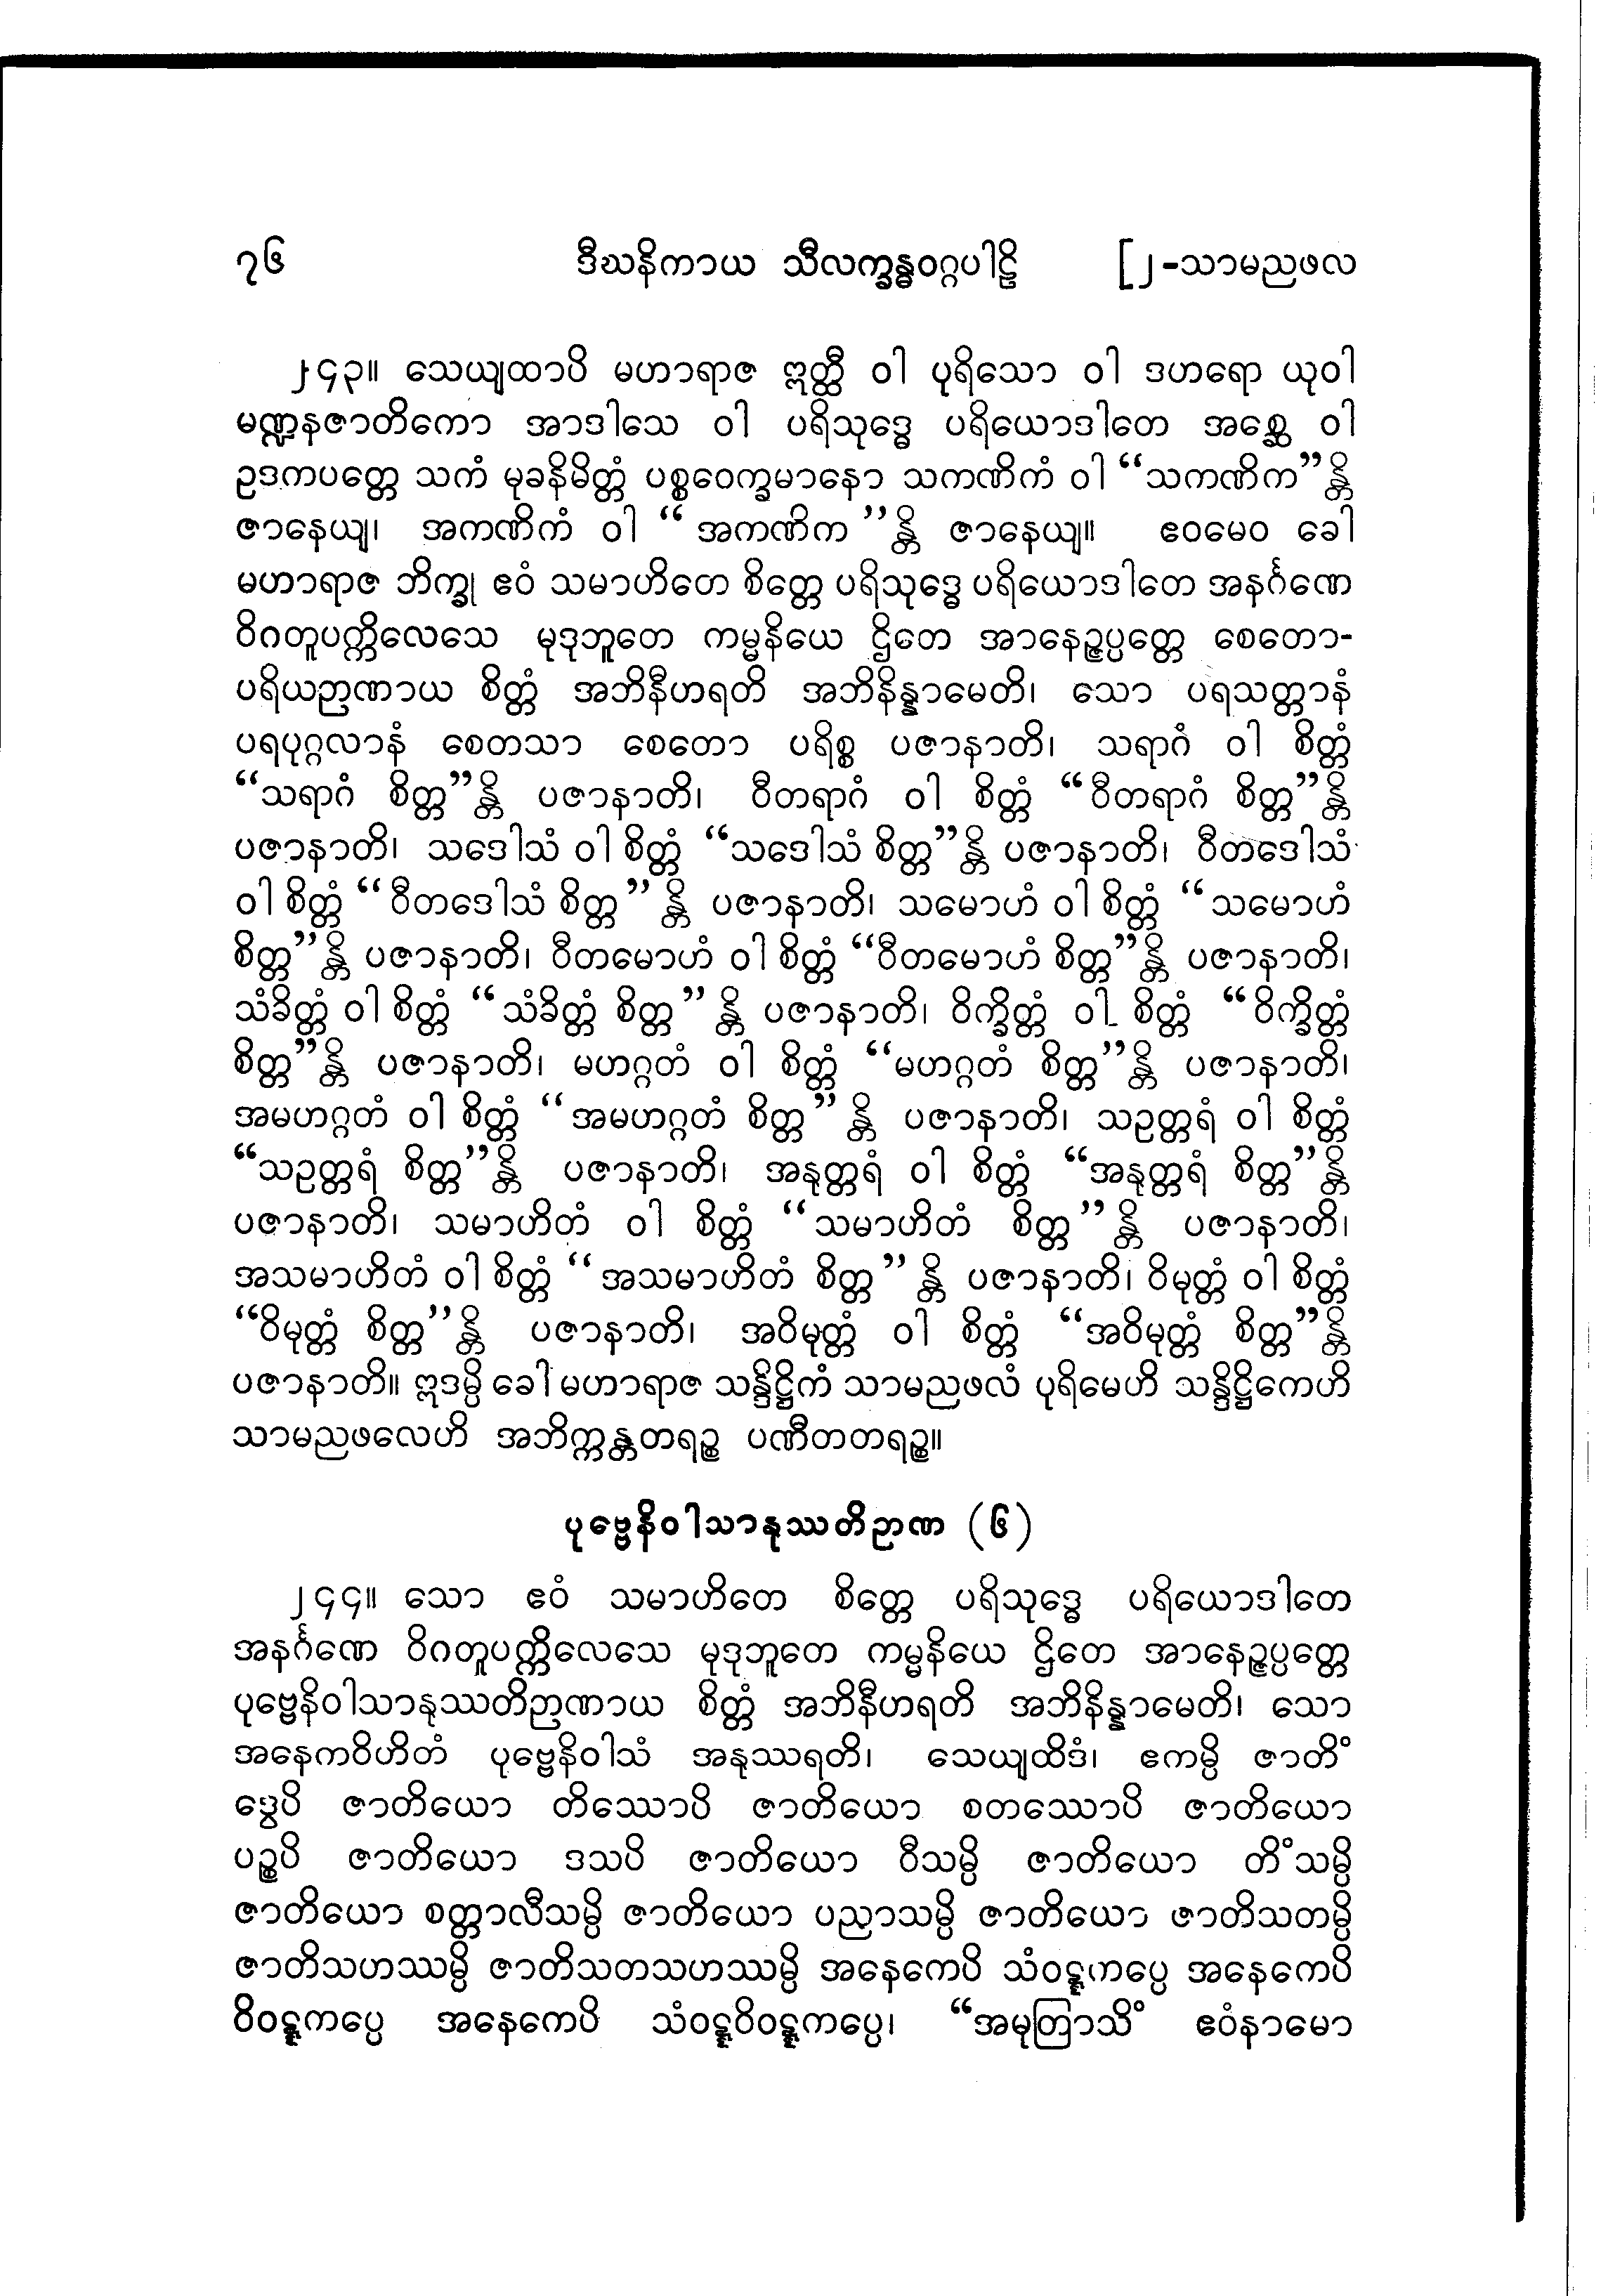 ၇၆ ဒီဃနိကာယ သီလက္ခန္ဓဝဂ္ဂပါဠိ [၂-သာမညဖလ
၂၄၃။ သေယျထာပိ မဟာရာဇ ဣတ္ထီ ဝါ ပုရိသော ဝါ ဒဟရော ယုဝါ
မဏ္ဍနဇာတိကော အာဒါသေ ဝါ ပရိသုဒ္ဓေ ပရိယောဒါတေ အစ္ဆေ ဝါ
ဥဒကပတ္တေ သကံ မုခနိမိတ္တံ ပစ္စဝေက္ခမာနော သကဏိကံ ဝါ “သကဏိက”န္တိ
ဇာနေယျ၊ အကဏိကံ ဝါ “အကဏိက”န္တိ ဇာနေယျ။ ဧဝမေဝ ခေါ
မဟာရာဇ ဘိက္ခု ဧဝံ သမာဟိတေ စိတ္တေ ပရိသုဒ္ဓေ ပရိယောဒါတေ အနင်္ဂဏေ
ဝိဂတူပက္ကိလေသေ မုဒုဘူတေ ကမ္မနိယေ ဌိတေ အာနေဉ္ဇပ္ပတ္တေ စေတော-
ပရိယဉာဏာယ စိတ္တံ အဘိနီဟရတိ အဘိနိန္နာမေတိ၊ သော ပရသတ္တာနံ
ပရပုဂ္ဂလာနံ စေတသာ စေတော ပရိစ္စ ပဇာနာတိ၊ သရာဂံ ဝါ စိတ္တံ
“သရာဂံ စိတ္တ”န္တိ ပဇာနာတိ၊ ဝီတရာဂံ ဝါ စိတ္တံ “ဝီတရာဂံ စိတ္တ”န္တိ
ပဇာနာတိ၊ သဒေါသံ ဝါ စိတ္တံ “သဒေါသံ စိတ္တ”န္တိ ပဇာနာတိ၊ ဝီတဒေါသံ
ဝါ စိတ္တံ “ဝီတဒေါသံ စိတ္တ”န္တိ ပဇာနာတိ၊ သမောဟံ ဝါ စိတ္တံ “သမောဟံ
စိတ္တ”န္တိ ပဇာနာတိ၊ ဝီတမောဟံ ဝါ စိတ္တံ “ဝီတမောဟံ စိတ္တ”န္တိ ပဇာနာတိ၊
သံခိတ္တံ ဝါ စိတ္တံ “သံခိတ္တံ စိတ္တ”န္တိ ပဇာနာတိ၊ ဝိက္ခိတ္တံ ဝါ စိတ္တံ “ဝိက္ခိတ္တံ
စိတ္တ”န္တိ ပဇာနာတိ၊ မဟဂ္ဂတံ ဝါ စိတ္တံ “မဟဂ္ဂတံ စိတ္တ”န္တိ ပဇာနာတိ၊
အမဟဂ္ဂတံ ဝါ စိတ္တံ “အမဟဂ္ဂတံ စိတ္တ”န္တိ ပဇာနာတိ၊ သဥတ္တရံ ဝါ စိတ္တံ
“သဥတ္တရံ စိတ္တ”န္တိ ပဇာနာတိ၊ အနုတ္တရံ ဝါ စိတ္တံ “အနုတ္တရံ စိတ္တ”န္တိ
ပဇာနာတိ၊ သမာဟိတံ ဝါ စိတ္တံ “သမာဟိတံ စိတ္တ”န္တိ ပဇာနာတိ၊
အသမာဟိတံ ဝါ စိတ္တံ “အသမာဟိတံ စိတ္တ”န္တိ ပဇာနာတိ၊ ဝိမုတ္တံ ဝါ စိတ္တံ
“ဝိမုတ္တံ စိတ္တ”န္တိ ပဇာနာတိ၊ အဝိမုတ္တံ ဝါ စိတ္တံ “အဝိမုတ္တံ စိတ္တ”န္တိ
ပဇာနာတိ။ ဣဒမ္ပိ ခေါ မဟာရာဇ သန္ဒိဋ္ဌိကံ သာမညဖလံ ပုရိမေဟိ သန္ဒိဋ္ဌိကေဟိ
သာမညဖလေဟိ အဘိက္ကန္တတရဉ္စ ပဏီတတရဉ္စ။
ပုဗ္ဗေနိဝါသာနုဿတိဉာဏ (၆)
၂၄၄။ သော ဧဝံ သမာဟိတေ စိတ္တေ ပရိသုဒ္ဓေ ပရိယောဒါတေ
အနင်္ဂဏေ ဝိဂတူပက္ကိလေသေ မုဒုဘူတေ ကမ္မနိယေ ဌိတေ အာနေဉ္ဇပ္ပတ္တေ
ပုဗ္ဗေနိဝါသာနုဿတိဉာဏာယ စိတ္တံ အဘိနီဟရတိ အဘိနိန္နာမေတိ၊ သော
အနေကဝိဟိတံ ပုဗ္ဗေနိဝါသံ အနုဿရတိ၊ သေယျထိဒံ၊ ဧကမ္ပိ ဇာတိံ
ဒွေပိ ဇာတိယော တိဿောပိ ဇာတိယော စတဿောပိ ဇာတိယော
ပဉ္စပိ ဇာတိယော ဒသပိ ဇာတိယော ဝီသမ္ပိ ဇာတိယော တိံသမ္ပိ
ဇာတိယော စတ္တာလီသမ္ပိ ဇာတိယော ပညာသမ္ပိ ဇာတိယော ဇာတိသတမ္ပိ
ဇာတိသဟဿမ္ပိ ဇာတိသတသဟဿမ္ပိ အနေကေပိ သံဝဋ္ဋကပ္ပေ အနေကေပိ
ဝိဝဋ္ဋကပ္ပေ အနေကေပိ သံဝဋ္ဋဝိဝဋ္ဋကပ္ပေ၊ “အမုတြာသိံ ဧဝံနာမော